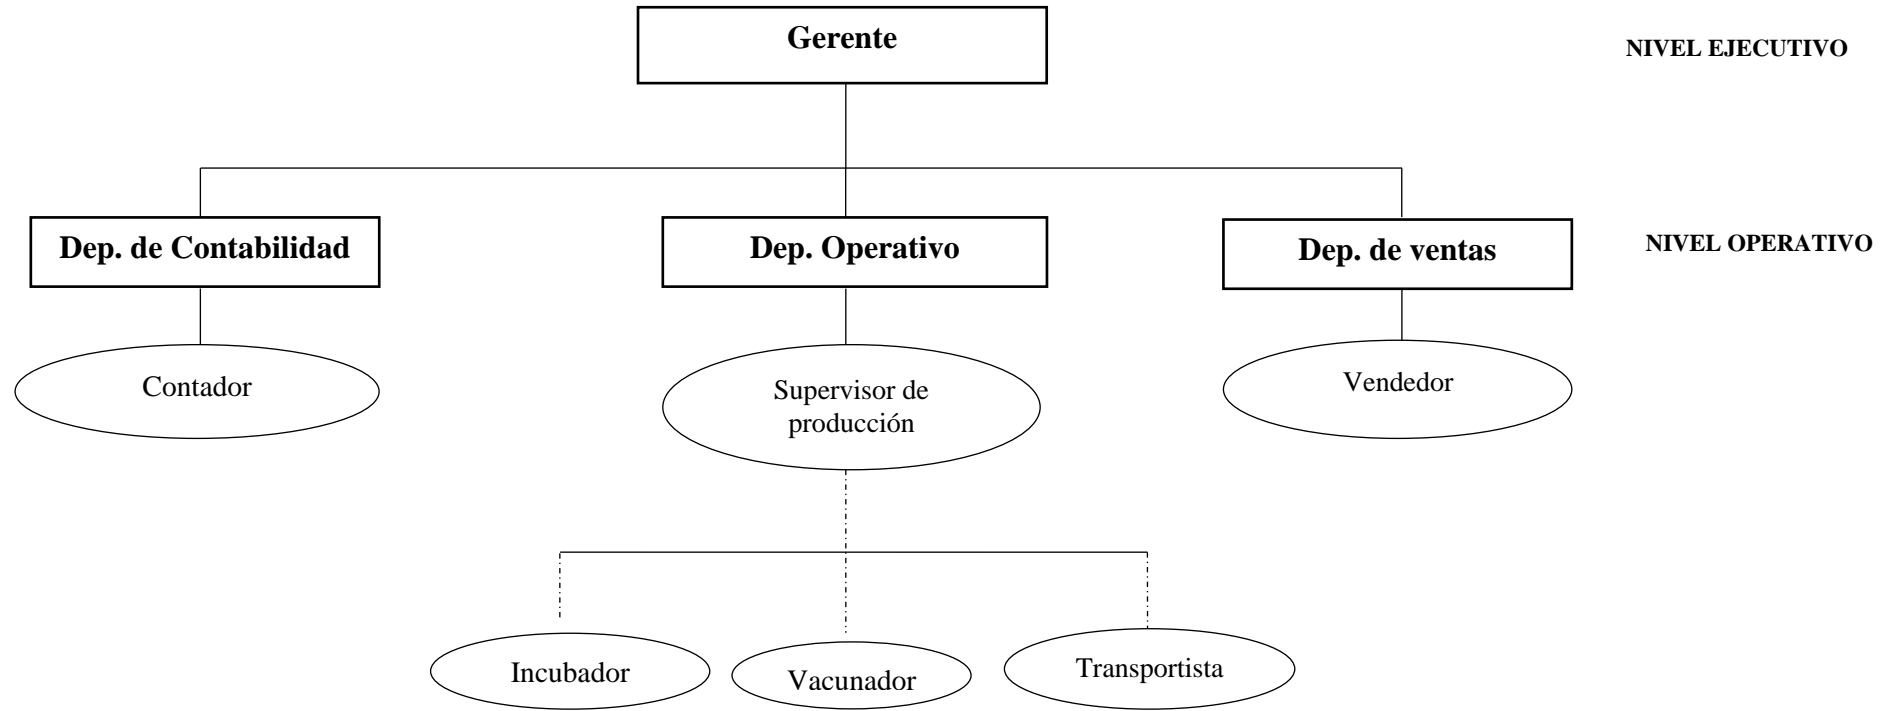 Gerente
NIVEL EJECUTIVO
Dep. de Contabilidad
Dep. Operativo
Dep. de ventas
NIVEL OPERATIVO
Contador
Supervisor de
producción
Vendedor
Incubador
Vacunador
Transportista